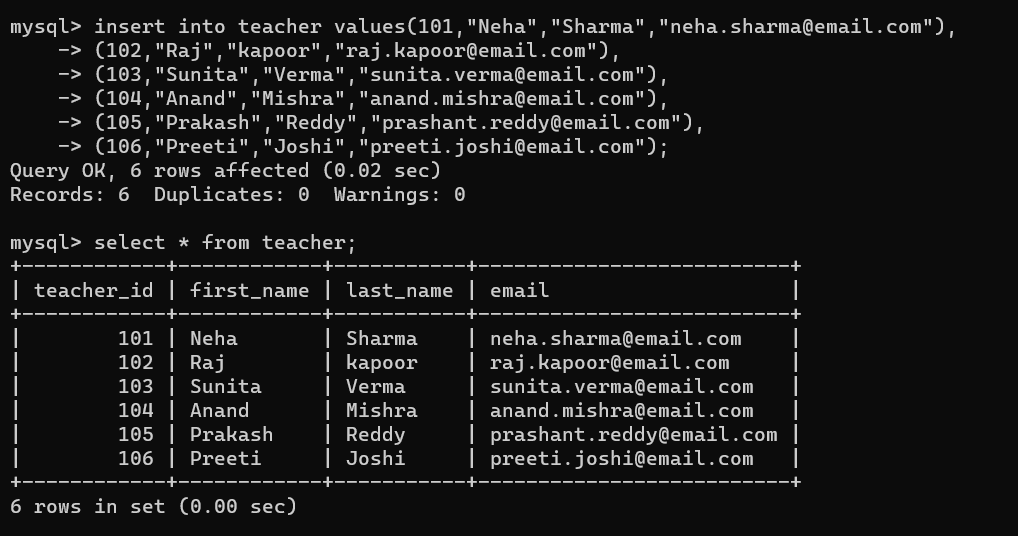 mysql> insert into teacher values(101,"Neha","Sharma","neha.sharma@email.com"),
    -> (102,"Raj","kapoor","raj.kapoor@email.com"),
    -> (103,"Sunita","Verma","sunita.verma@email.com"),
    -> (104,"Anand","Mishra","anand.mishra@email.com"),
    -> (105,"Prakash","Reddy","prashant.reddy@email.com"),
    -> (106,"Preeti","Joshi","preeti.joshi@email.com");
Query OK, 6 rows affected (0.02 sec)
Records: 6  Duplicates: 0  Warnings: 0

mysql> select * from teacher;
+------------+------------+-----------+--------------------------+
| teacher_id | first_name | last_name | email                    |
+------------+------------+-----------+--------------------------+
|        101 | Neha       | Sharma    | neha.sharma@email.com    |
|        102 | Raj        | kapoor    | raj.kapoor@email.com     |
|        103 | Sunita     | Verma     | sunita.verma@email.com   |
|        104 | Anand      | Mishra    | anand.mishra@email.com   |
|        105 | Prakash    | Reddy     | prashant.reddy@email.com |
|        106 | Preeti     | Joshi     | preeti.joshi@email.com   |
+------------+------------+-----------+--------------------------+
6 rows in set (0.00 sec)